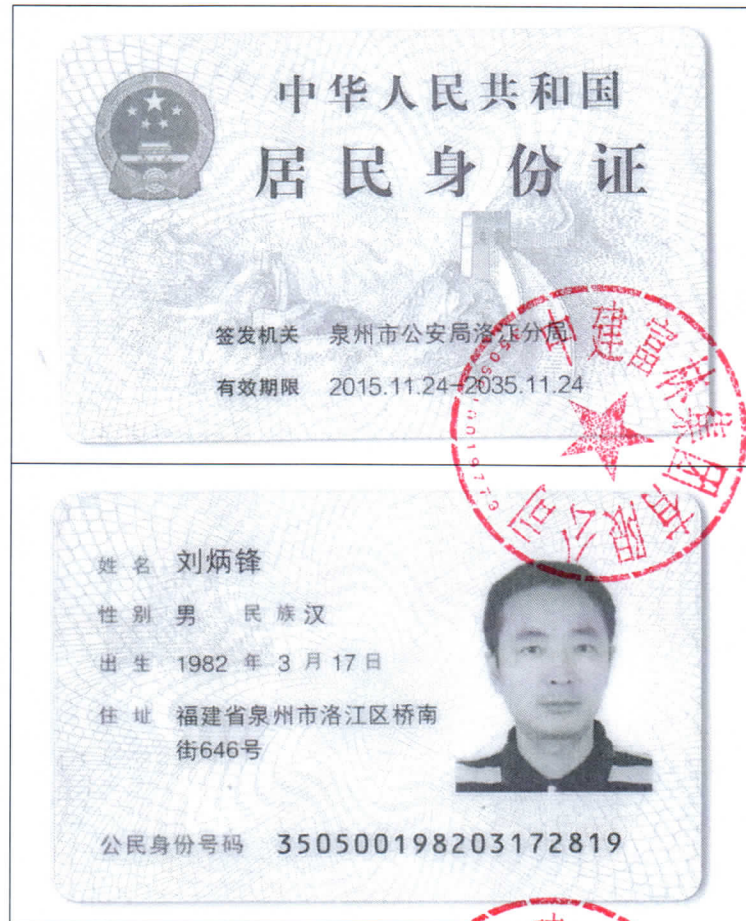 中华人民共和国
居民身份证
签发机关 泉州市公安局洛江分局
有效期限 2015.11.24-2035.11.24
中建富林集团有限公司
姓名 刘炳锋
性别 男 民族 汉
出生 1982 年 3 月 17 日
住址 福建省泉州市洛江区桥南
街646号
公民身份号码 350500198203172819